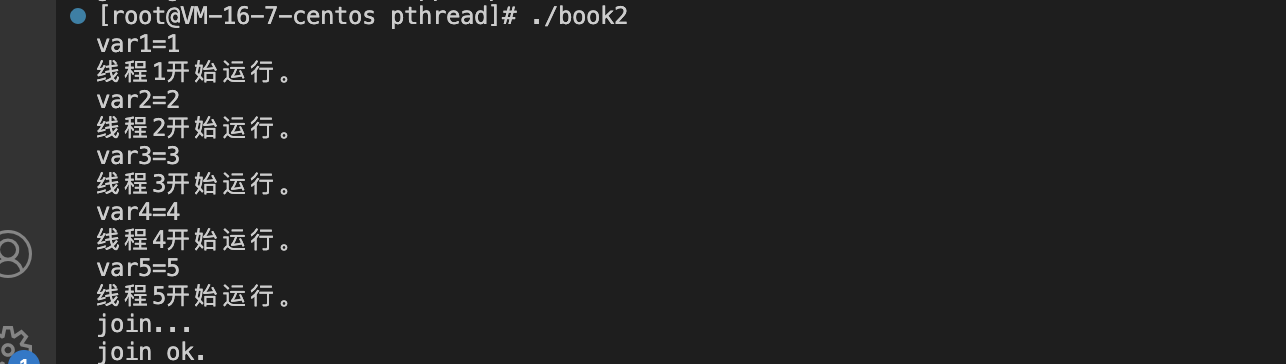 [root@VM-16-7-centos pthread]# ./book2
var1=1
线程1开始运行。
var2=2
线程2开始运行。
var3=3
线程3开始运行。
var4=4
线程4开始运行。
var5=5
线程5开始运行。
join...
join ok.